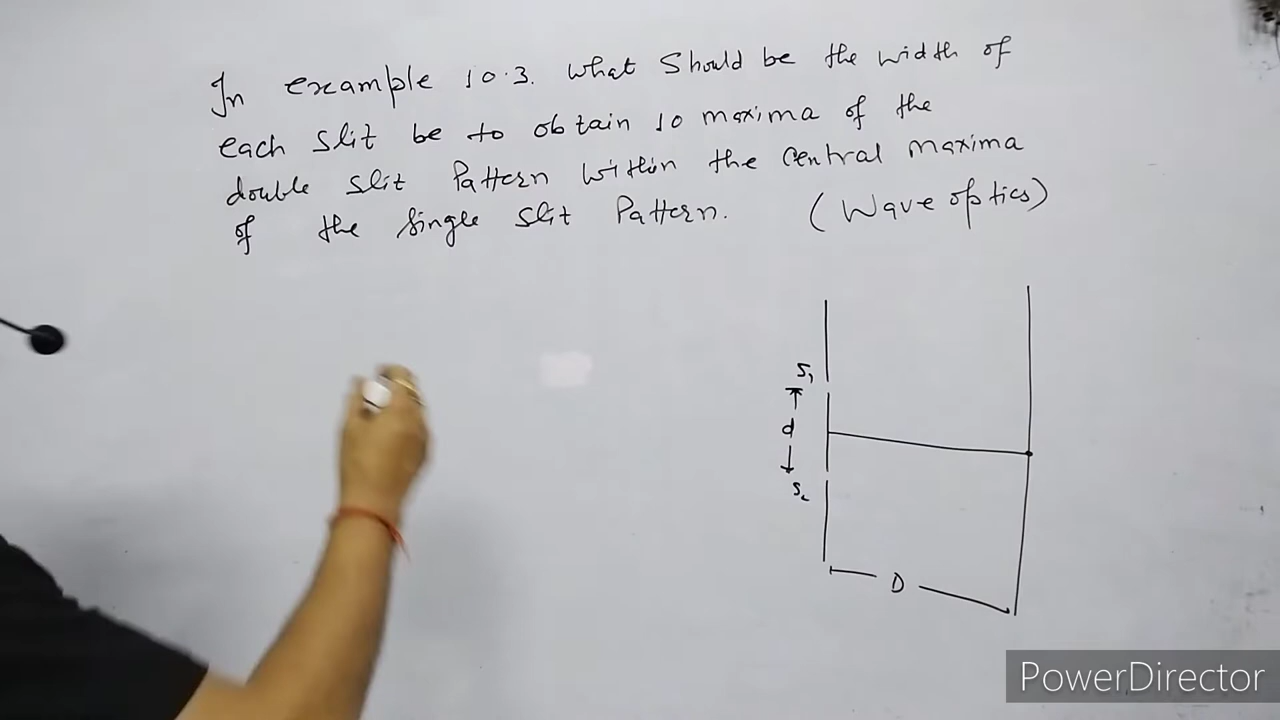 In example 10.3. What Should be the width of
each Slit be to obtain 10 maxima of the
double slit Pattern within the central maxima
of the Single slit Pattern. (Wave optics)
S1
d
S2
D
PowerDirector